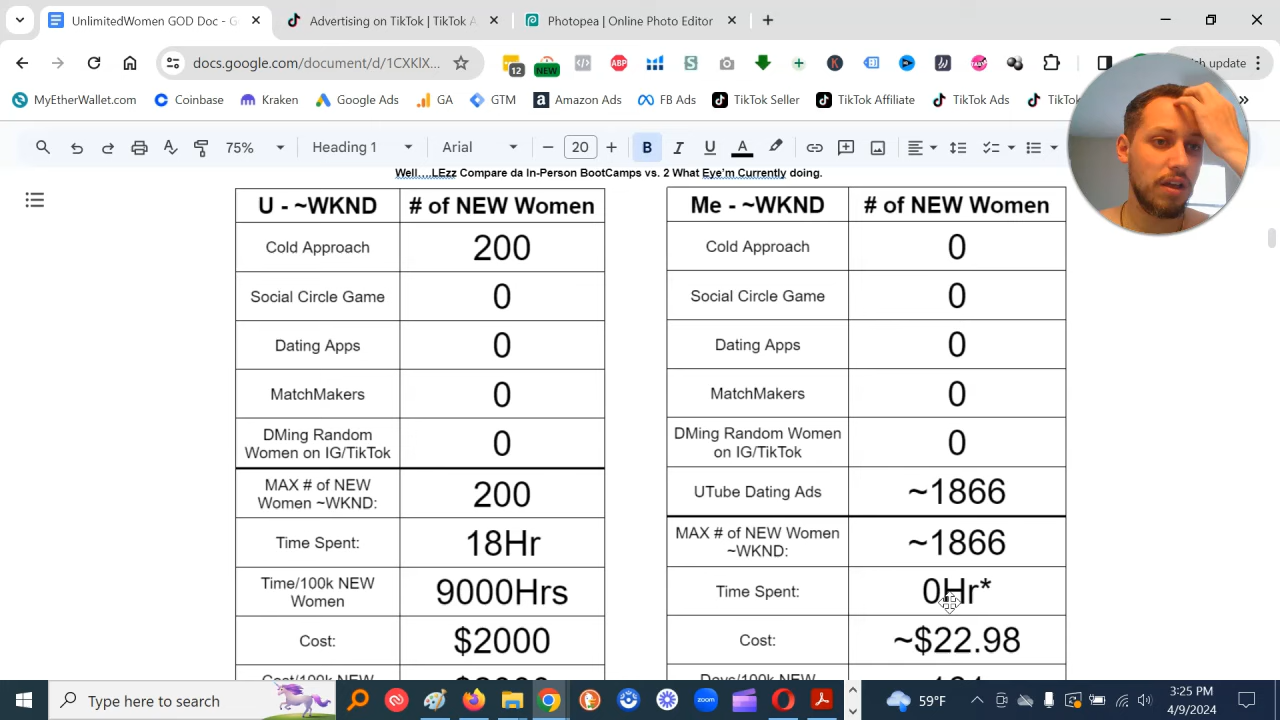 UnlimitedWomen GOD Doc - G
Advertising on TikTok | TikTok A
Photopea | Online Photo Editor
docs.google.com/document/d/1CXKlX...
12
NEW
ABP
update
MyEtherWallet.com
Coinbase
Kraken
Google Ads
GA
GTM
Amazon Ads
FB Ads
TikTok Seller
TikTok Affiliate
TikTok Ads
75%
Heading 1
Arial
20
B
I
U
A
Well....LEzz Compare da In-Person BootCamps vs. 2 What Eye'm Currently doing.
U - ~WKND # of NEW Women
Cold Approach 200
Social Circle Game 0
Dating Apps 0
MatchMakers 0
DMing Random
Women on IG/TikTok 0
MAX # of NEW
Women ~WKND: 200
Time Spent: 18Hr
Time/100k NEW
Women 9000Hrs
Cost: $2000
Me - ~WKND # of NEW Women
Cold Approach 0
Social Circle Game 0
Dating Apps 0
MatchMakers 0
DMing Random Women
on IG/TikTok 0
UTube Dating Ads ~1866
MAX # of NEW Women
~WKND: ~1866
Time Spent: 0Hr*
Cost: ~$22.98
Type here to search
zoom
59°F
3:25 PM
4/9/2024